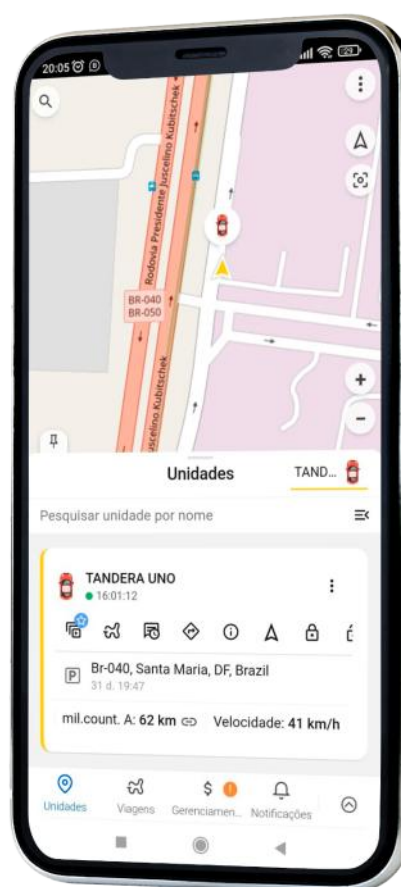 20:05
29
Rodovia Presidente Juscelino Kubitschek
BR-040
BR-050
Juscelino Kubitschek
Unidades
TAND...
Pesquisar unidade por nome
TANDERA UNO
16:01:12
P
Br-040, Santa Maria, DF, Brazil
31 d. 19:47
mil.count. A: 62 km
Velocidade: 41 km/h
Unidades
Viagens
Gerenciamen...
Notificações